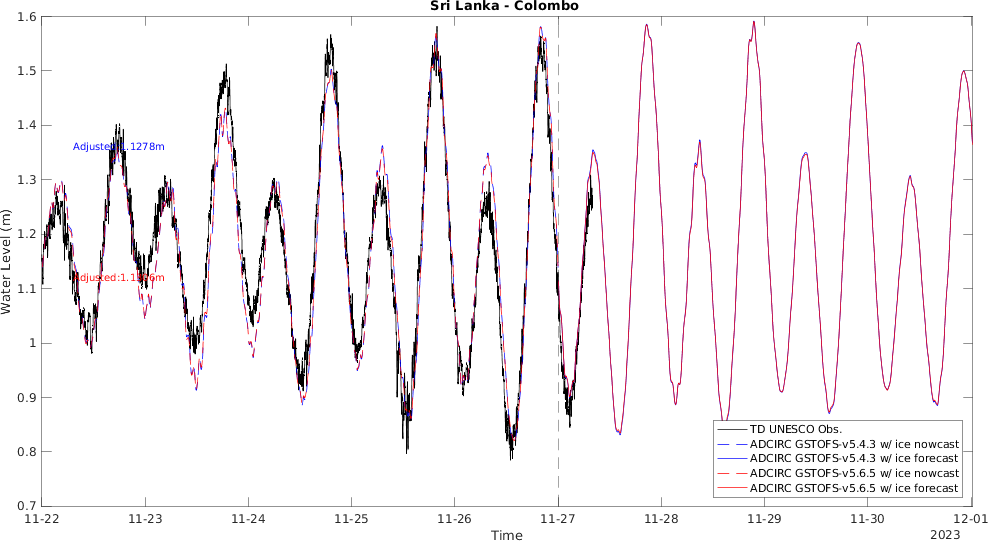 Sri Lanka - Colombo
1.6
1.5
1.4
1.3
1.2
1.1
1
0.9
0.8
0.7
Water Level (m)
m
TD UNESCO Obs.
ADCIRC GSTOFS-v5.4.3 w/ ice nowcast
ADCIRC GSTOFS-v5.4.3 w/ ice forecast
ADCIRC GSTOFS-v5.6.5 w/ ice nowcast
ADCIRC GSTOFS-v5.6.5 w/ ice forecast
11-22 11-23 11-24 11-25 11-26 11-27 11-28 11-29 11-30 12-01
Time
2023